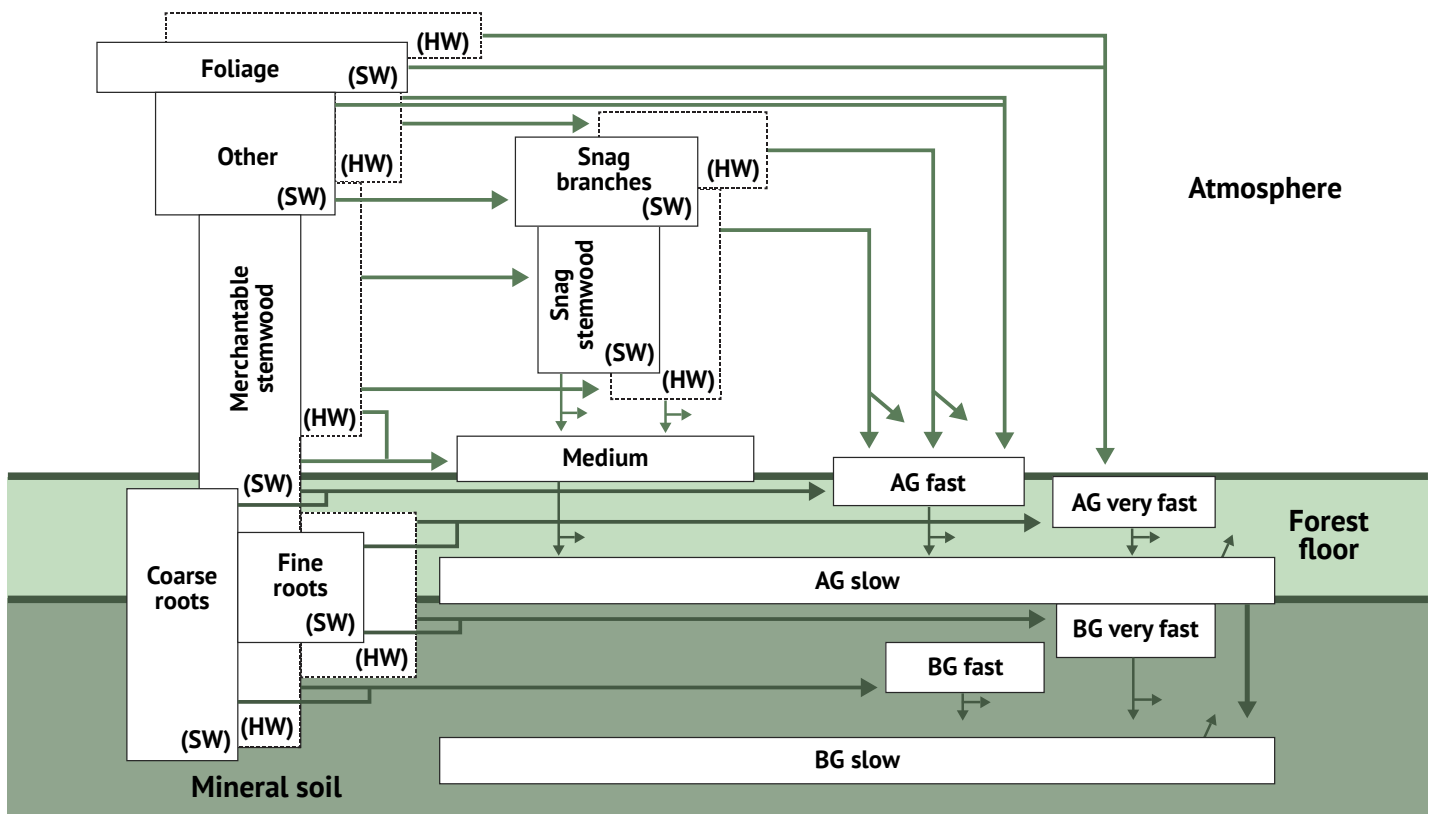 (HW)
Foliage
(SW)
Other
(HW)
(SW)
Snag
branches
(HW)
(SW)
Atmosphere
Merchantable
stemwood
Snag
stemwood
(SW)
(HW)
(HW)
(SW)
Medium
AG fast
AG very fast
Forest
floor
Coarse
roots
Fine
roots
(SW)
AG slow
(HW)
BG very fast
BG fast
(SW)
(HW)
BG slow
Mineral soil